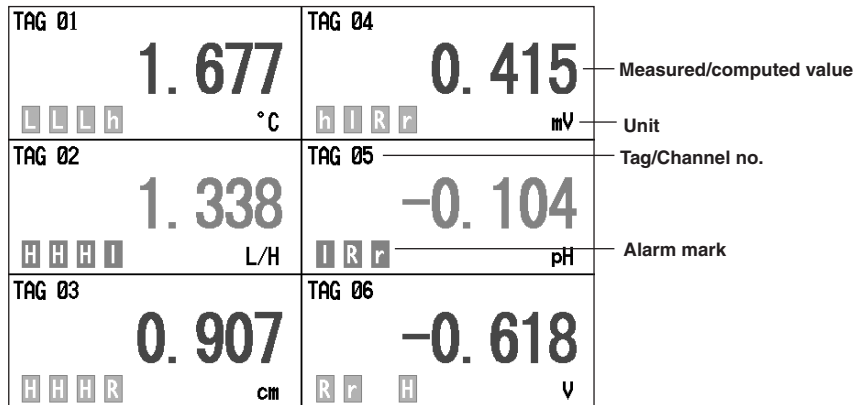 TAG 01
1. 677
L L L h °C
TAG 04
0. 415
h l R r mV
Measured/computed value
Unit
TAG 02
1. 338
H H H l L/H
TAG 05
-0. 104
l R r pH
Tag/Channel no.
Alarm mark
TAG 03
0. 907
H H H R cm
TAG 06
-0. 618
R r H V